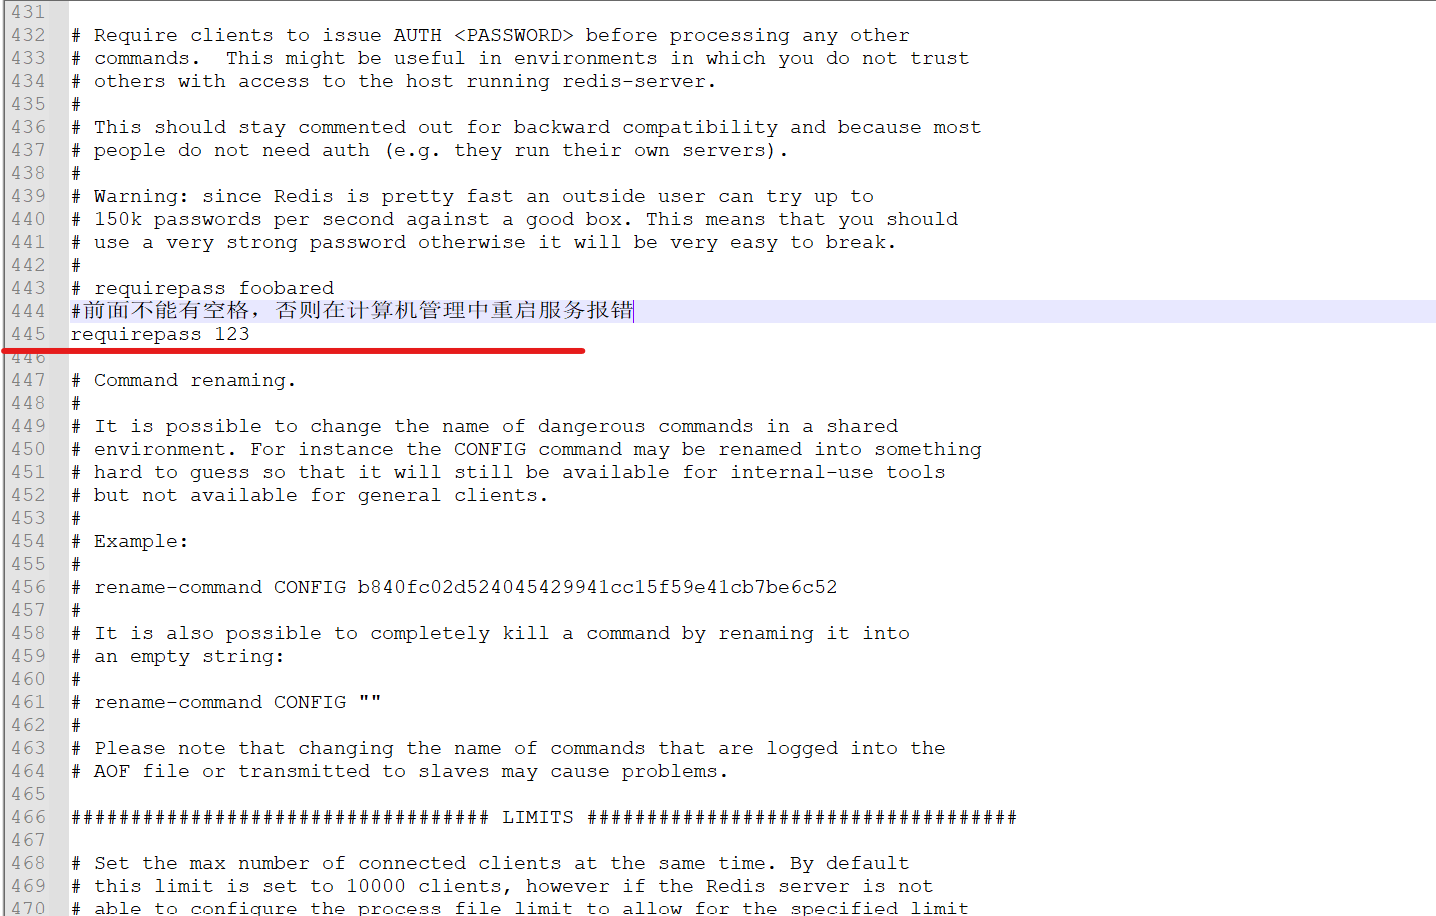 431
432 # Require clients to issue AUTH <PASSWORD> before processing any other
433 # commands.  This might be useful in environments in which you do not trust
434 # others with access to the host running redis-server.
435 #
436 # This should stay commented out for backward compatibility and because most
437 # people do not need auth (e.g. they run their own servers).
438 #
439 # Warning: since Redis is pretty fast an outside user can try up to
440 # 150k passwords per second against a good box. This means that you should
441 # use a very strong password otherwise it will be very easy to break.
442 #
443 # requirepass foobared
444 #前面不能有空格，否则在计算机管理中重启服务报错
445 requirepass 123
446
447 # Command renaming.
448 #
449 # It is possible to change the name of dangerous commands in a shared
450 # environment. For instance the CONFIG command may be renamed into something
451 # hard to guess so that it will still be available for internal-use tools
452 # but not available for general clients.
453 #
454 # Example:
455 #
456 # rename-command CONFIG b840fc02d524045429941cc15f59e41cb7be6c52
457 #
458 # It is also possible to completely kill a command by renaming it into
459 # an empty string:
460 #
461 # rename-command CONFIG ""
462 #
463 # Please note that changing the name of commands that are logged into the
464 # AOF file or transmitted to slaves may cause problems.
465
466 ################################### LIMITS ####################################
467
468 # Set the max number of connected clients at the same time. By default
469 # this limit is set to 10000 clients, however if the Redis server is not
470 # able to configure the process file limit to allow for the specified limit